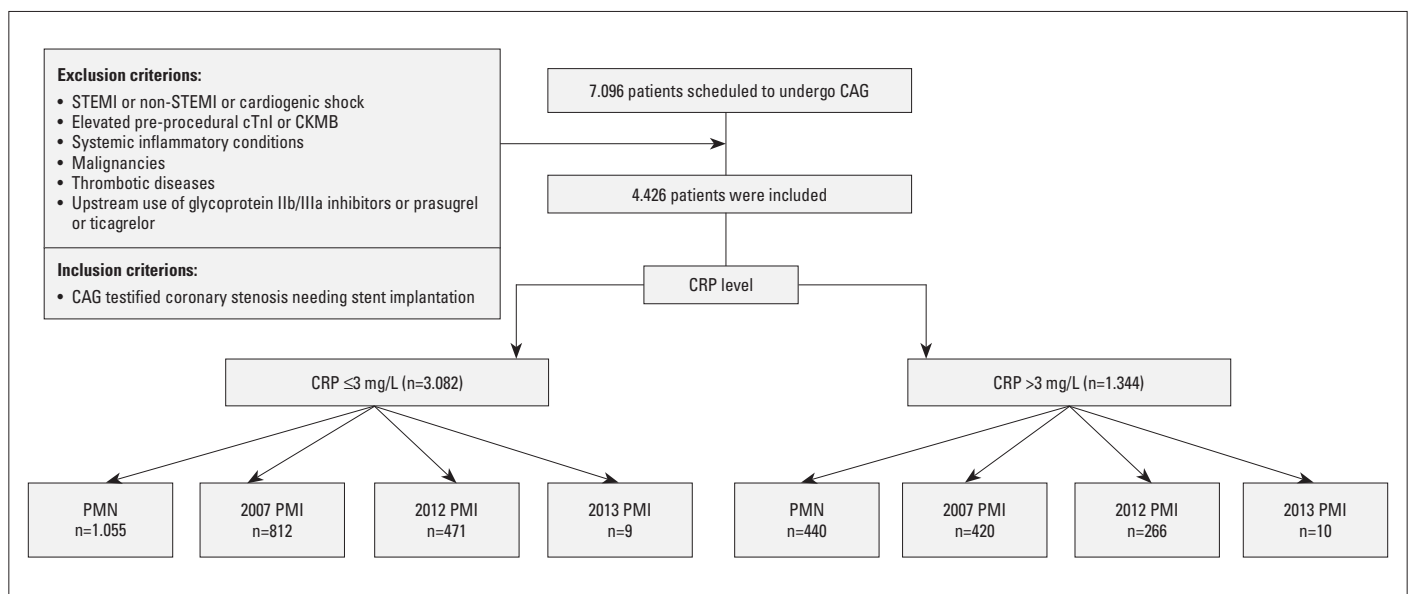 Exclusion criterions:
• STEMI or non-STEMI or cardiogenic shock
• Elevated pre-procedural cTnI or CKMB
• Systemic inflammatory conditions
• Malignancies
• Thrombotic diseases
• Upstream use of glycoprotein IIb/IIIa inhibitors or prasugrel
or ticagrelor
Inclusion criterions:
• CAG testified coronary stenosis needing stent implantation
7.096 patients scheduled to undergo CAG
4.426 patients were included
CRP level
CRP ≤3 mg/L (n=3.082)
CRP >3 mg/L (n=1.344)
PMN
n=1.055
2007 PMI
n=812
2012 PMI
n=471
2013 PMI
n=9
PMN
n=440
2007 PMI
n=420
2012 PMI
n=266
2013 PMI
n=10